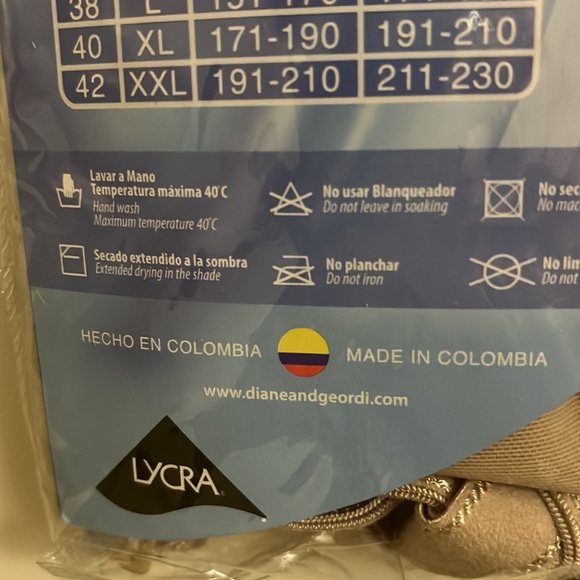 38 L
40 XL 171-190 191-210
42 XXL 191-210 211-230
Lavar a Mano
Temperatura máxima 40°C
Hand wash
Maximum temperature 40°C
No usar Blanqueador
Do not leave in soaking
Secado extendido a la sombra
Extended drying in the shade
No planchar
Do not iron
HECHO EN COLOMBIA MADE IN COLOMBIA
www.dianeandgeordi.com
LYCRA